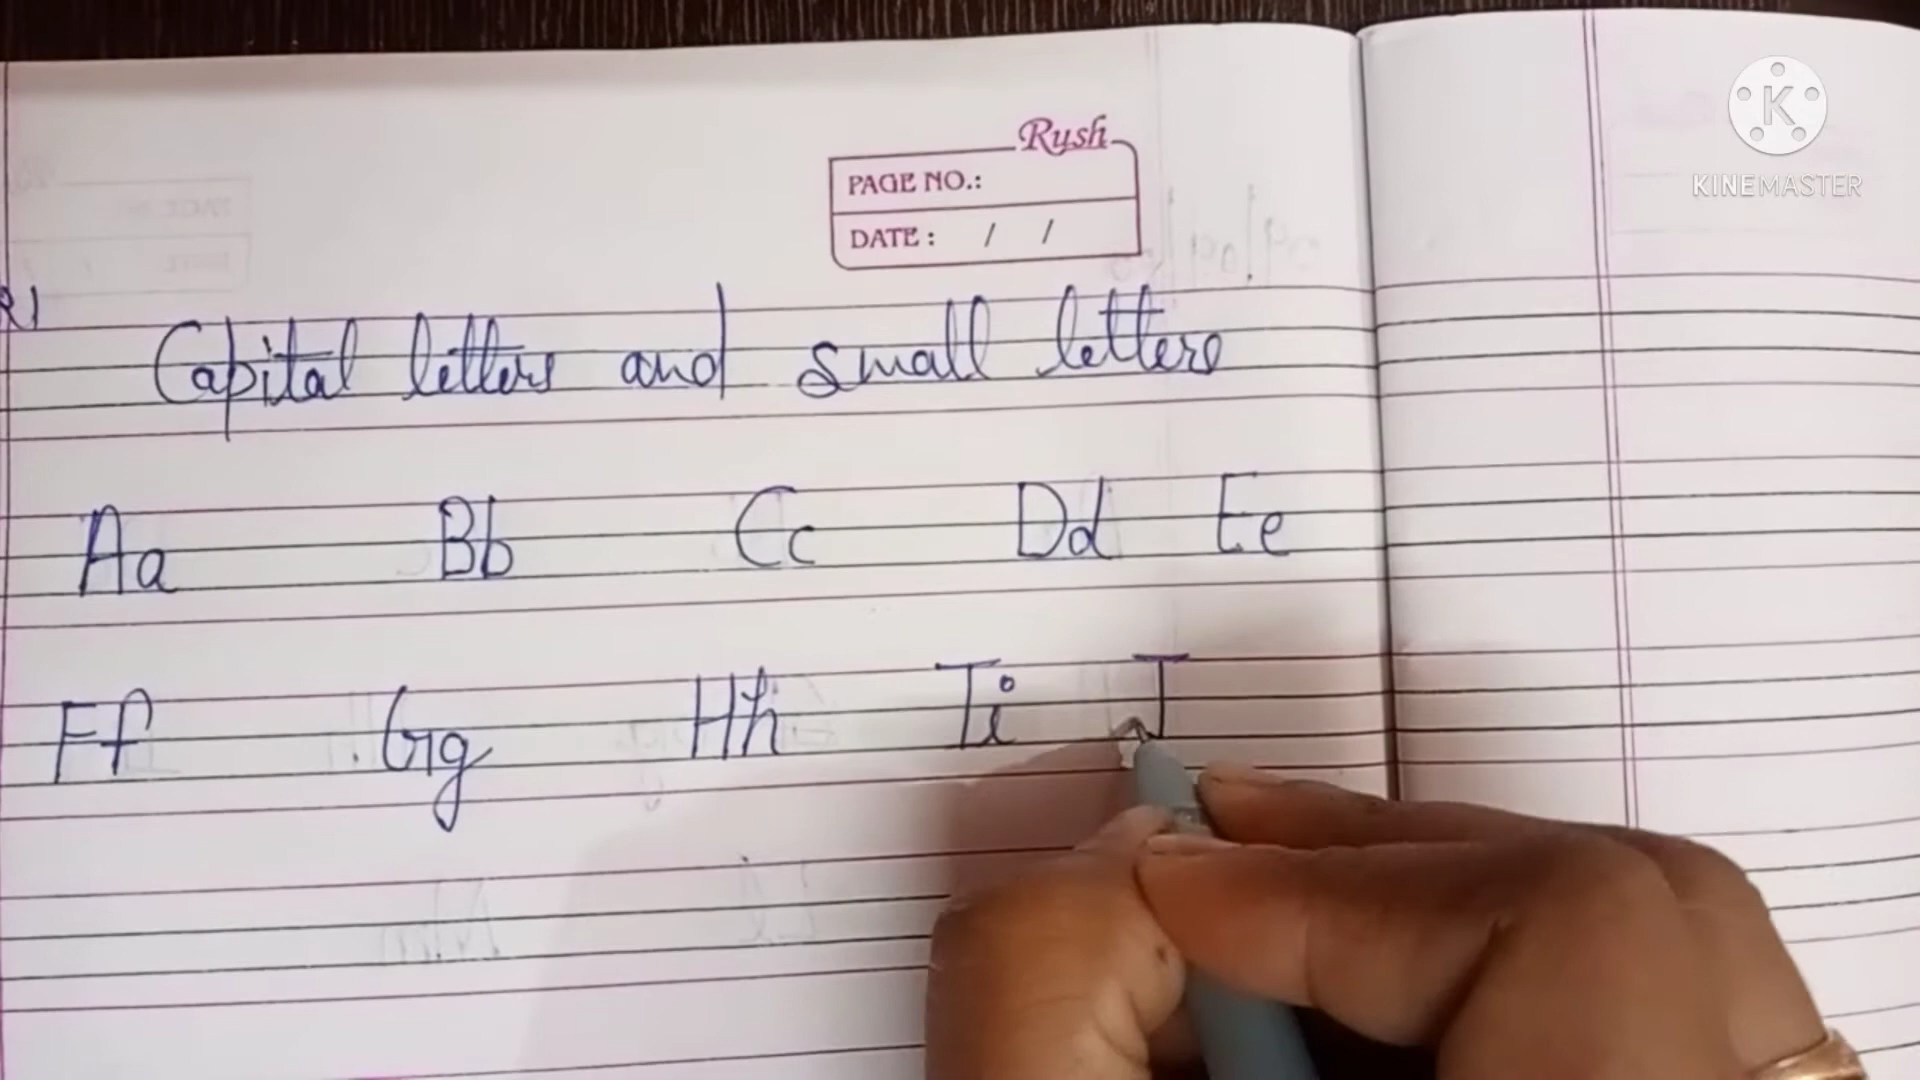 Rush
PAGE NO.:
DATE: / /
KINEMASTER
Capital letters and small letters
Aa Bb Cc Dd Ee
Ff Gg Hh Ii J